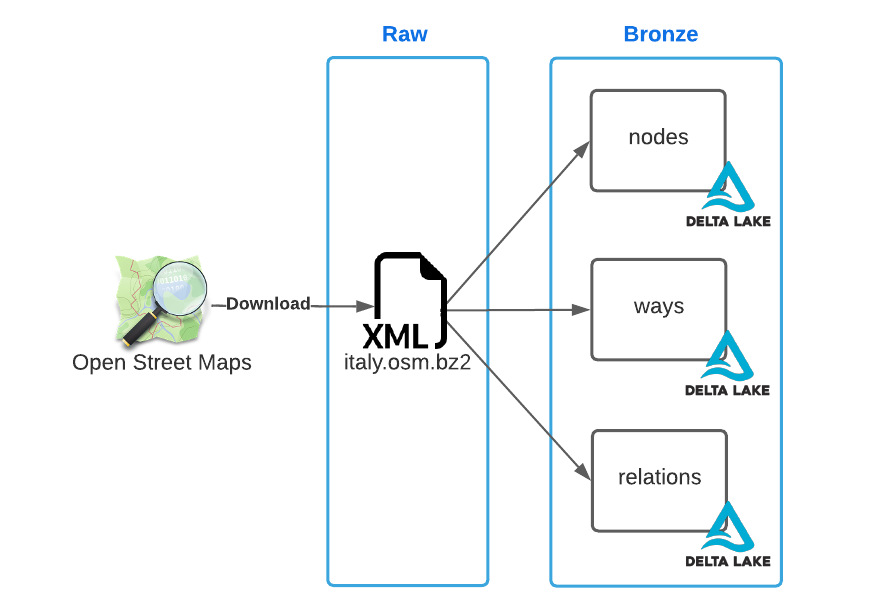 Raw
Bronze
nodes
DELTA LAKE
011016
Download
ways
XML
Open Street Maps
italy.osm.bz2
DELTA LAKE
relations
DELTA LAKE